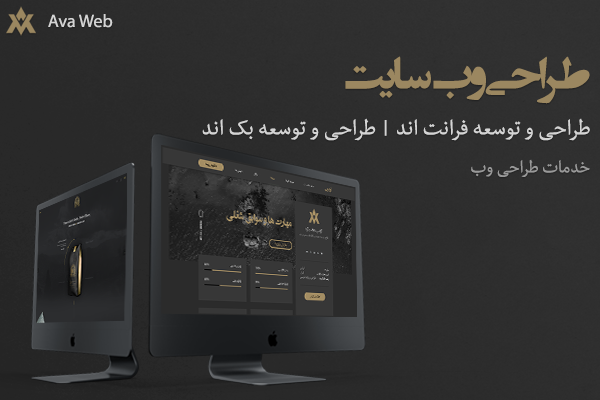 Ava Web
طراحی وب سایت
طراحی و توسعه فرانت اند | طراحی و توسعه بک اند
خدمات طراحی وب